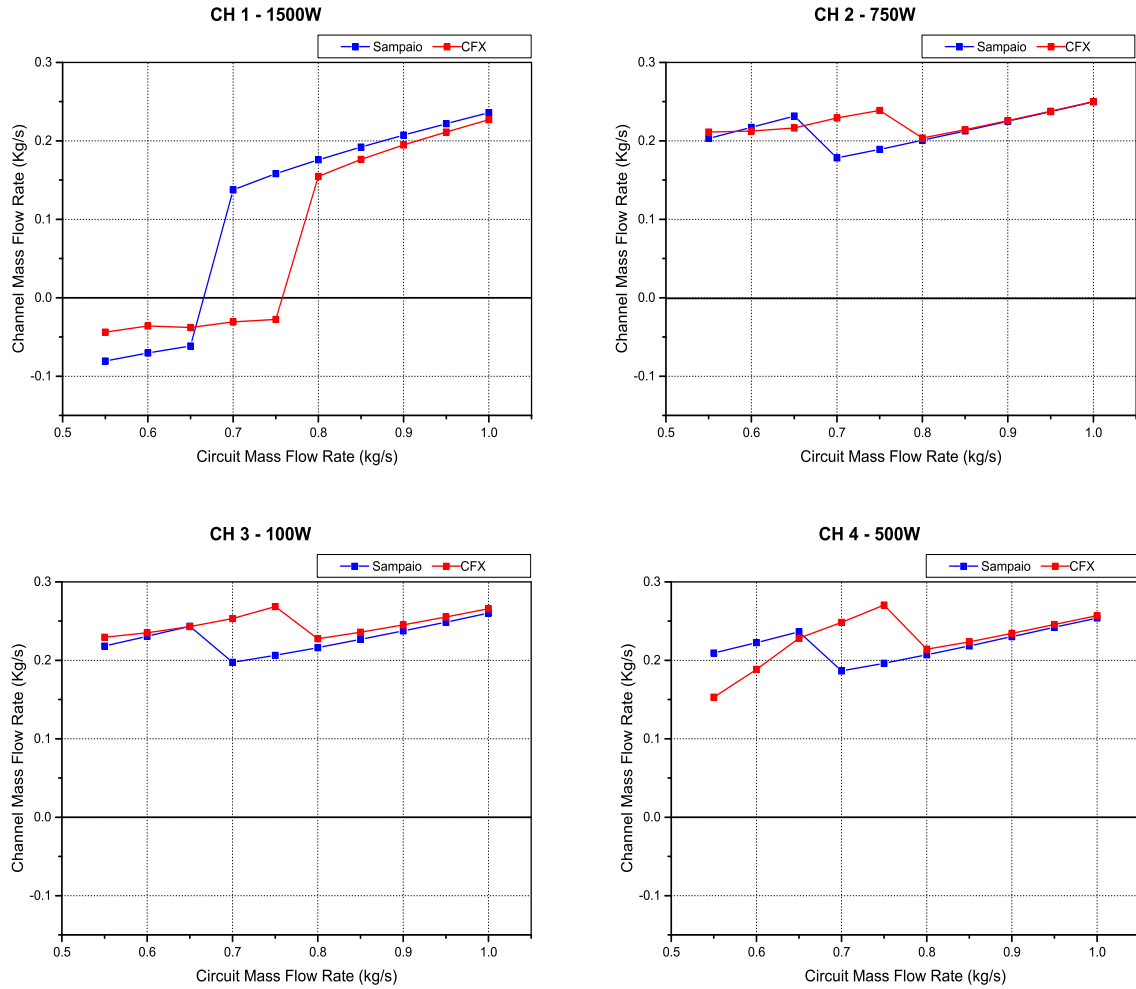 CH 1 - 1500W
Sampaio CFX
0.3
0.2
0.1
0.0
-0.1
0.5 0.6 0.7 0.8 0.9 1.0
Channel Mass Flow Rate (Kg/s)
Circuit Mass Flow Rate (kg/s)
CH 2 - 750W
Sampaio CFX
0.3
0.2
0.1
0.0
-0.1
0.5 0.6 0.7 0.8 0.9 1.0
Channel Mass Flow Rate (Kg/s)
Circuit Mass Flow Rate (kg/s)
CH 3 - 100W
Sampaio CFX
0.3
0.2
0.1
0.0
-0.1
0.5 0.6 0.7 0.8 0.9 1.0
Channel Mass Flow Rate (Kg/s)
Circuit Mass Flow Rate (kg/s)
CH 4 - 500W
Sampaio CFX
0.3
0.2
0.1
0.0
-0.1
0.5 0.6 0.7 0.8 0.9 1.0
Channel Mass Flow Rate (Kg/s)
Circuit Mass Flow Rate (kg/s)